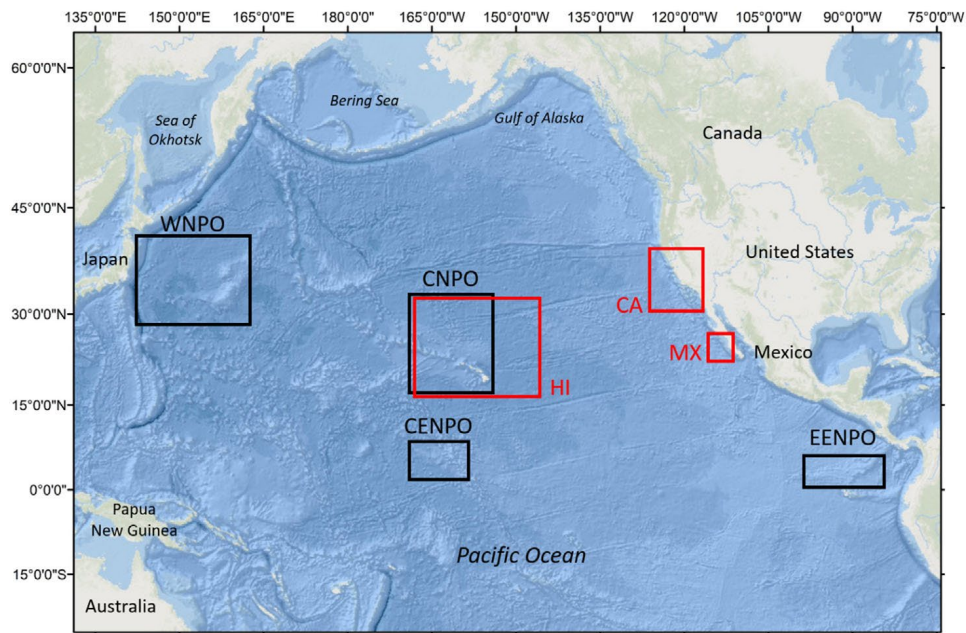 135°0'0"E 150°0'0"E 165°0'0"E 180°0'0" 165°0'0"W 150°0'0"W 135°0'0"W 120°0'0"W 105°0'0"W 90°0'0"W 75°0'0"W
60°0'0"N
Bering Sea
Sea of
Okhotsk
Gulf of Alaska
Canada
45°0'0"N
WNPO
Japan
United States
CNPO
CA
30°0'0"N
MX
Mexico
HI
15°0'0"N
CENPO
EENPO
0°0'0"N
Papua
New Guinea
Pacific Ocean
15°0'0"S
Australia